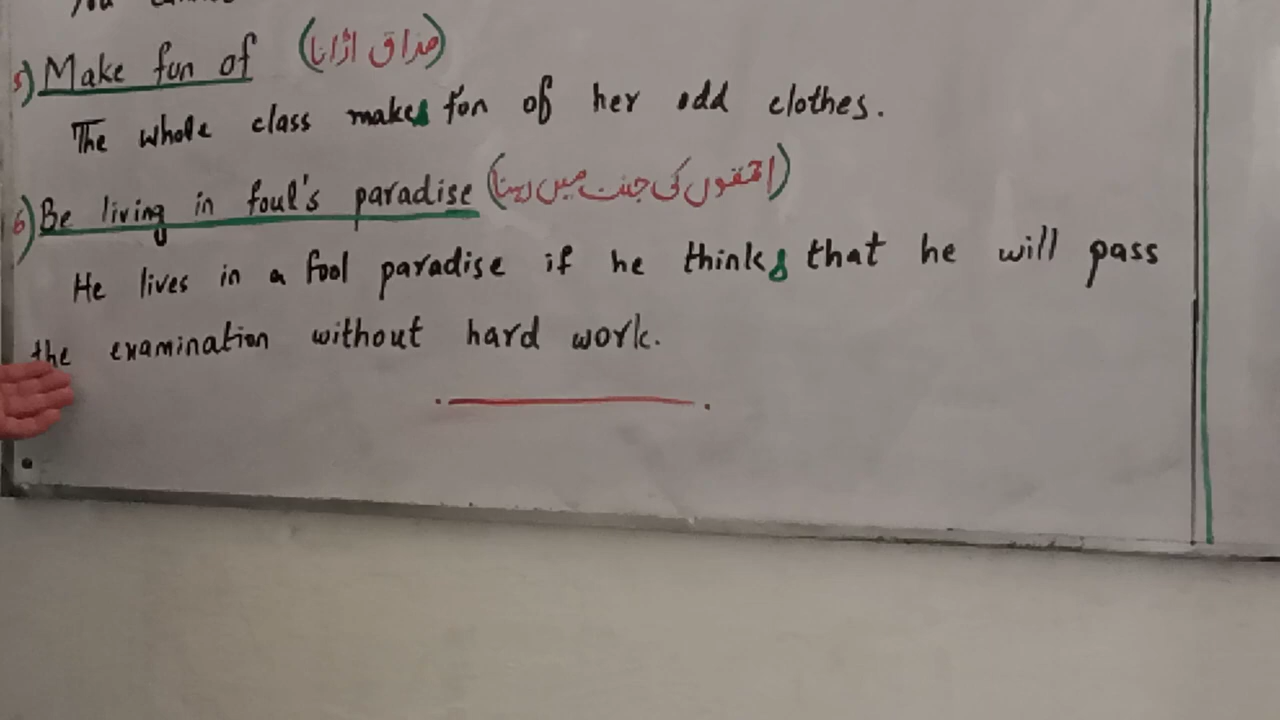 5) Make fun of (مذاق اڑانا)
The whole class makes fun of her odd clothes.
6) Be living in foul's paradise (احمقوں کی جنت میں رہنا)
He lives in a fool paradise if he thinks that he will pass
the examination without hard work.